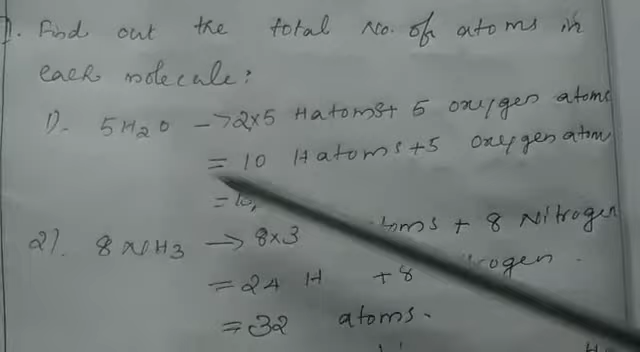 I. Find out the total No. of atoms in
each molecule:
1). 5H2O → 2×5 H atoms + 5 oxygen atoms
= 10 H atoms + 5 oxygen atom
= 10,
2). 8NH3 → 8×3 + 8 Nitrogen
= 24 H + 8
= 32 atoms.